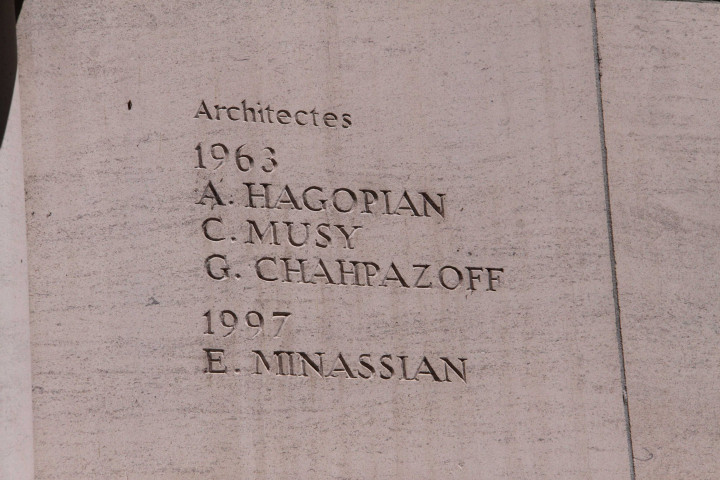 Architectes
1963
A. HAGOPIAN
C. MUSY
G. CHAHPAZOFF
1997
E. MINASSIAN